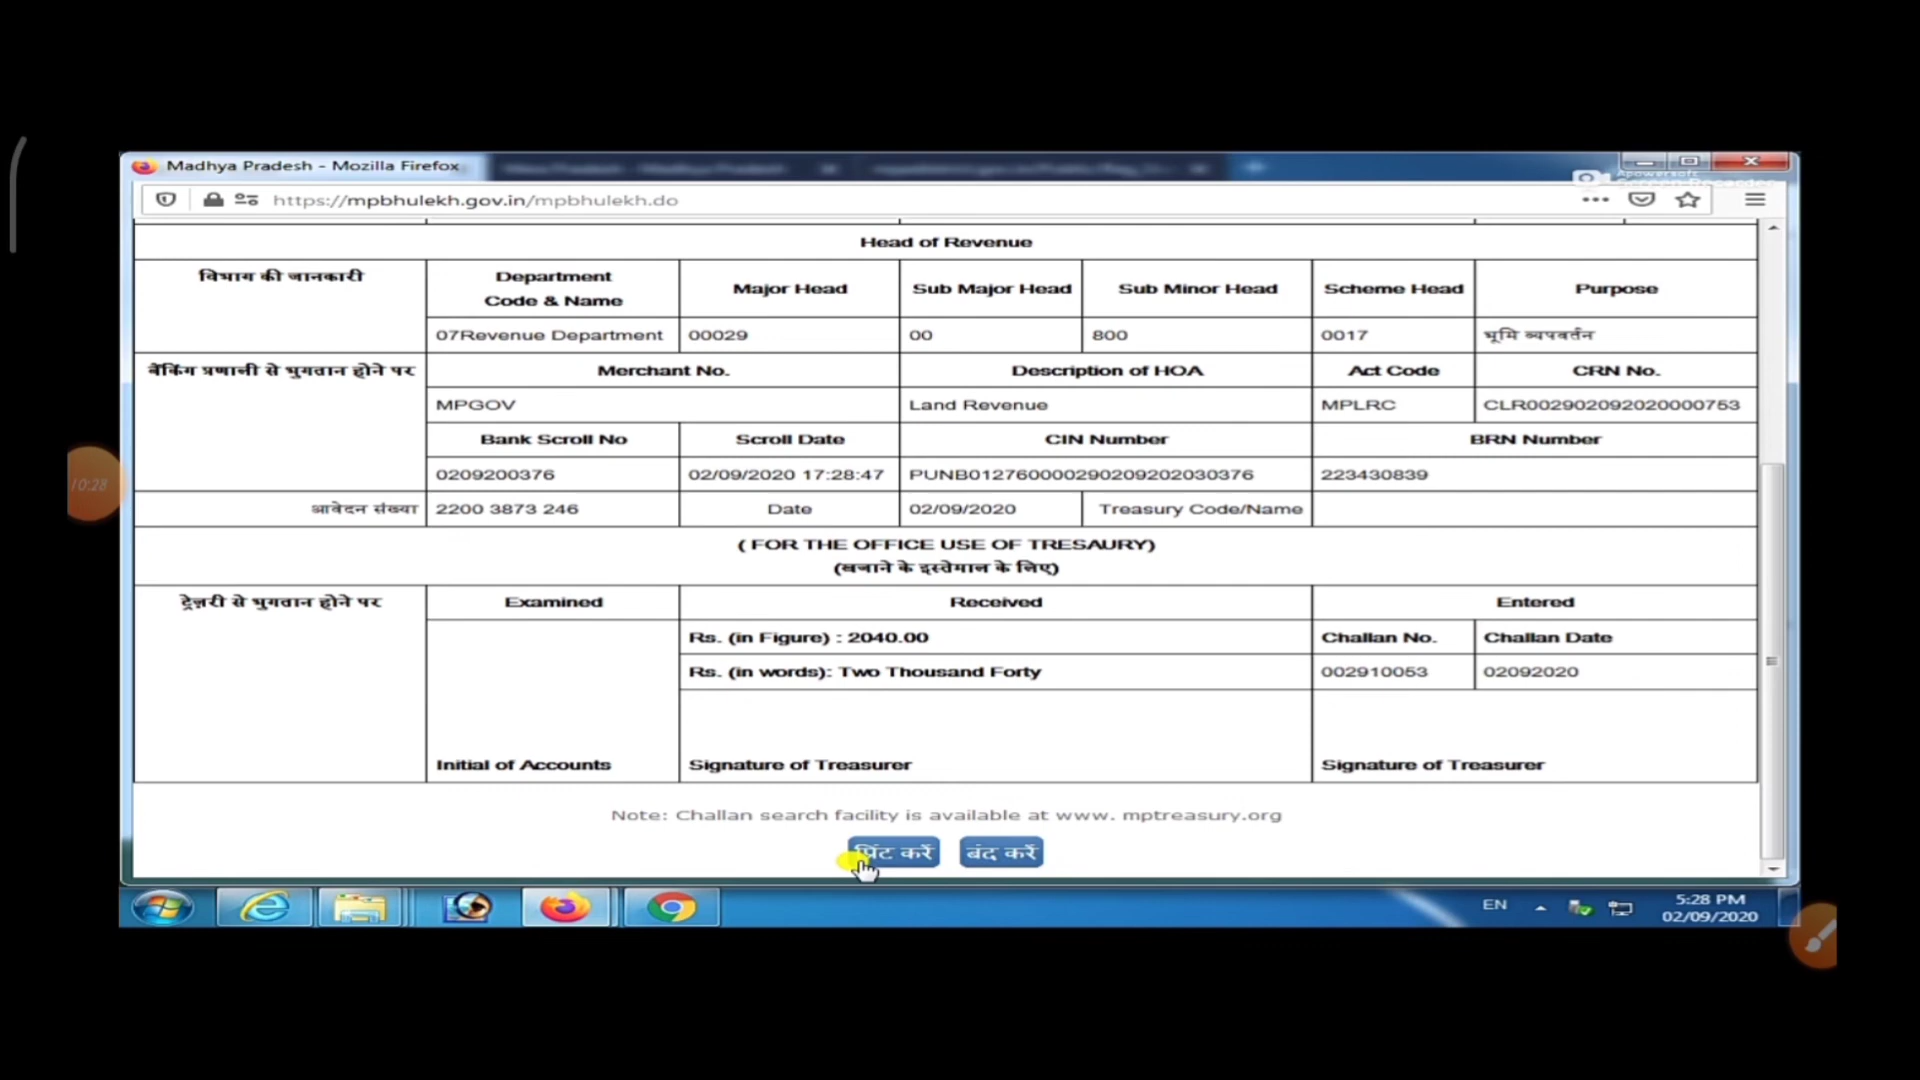 Madhya Pradesh - Mozilla Firefox
https://mpbhulekh.gov.in/mpbhulekh.do
Apowersoft
Screen Recorder
Head of Revenue
विभाग की जानकारी
Department Code & Name
Major Head
Sub Major Head
Sub Minor Head
Scheme Head
Purpose
07Revenue Department
00029
00
800
0017
भूमि व्यपवर्तन
बैंकिंग प्रणाली से भुगतान होने पर
Merchant No.
Description of HOA
Act Code
CRN No.
MPGOV
Land Revenue
MPLRC
CLR002902092020000753
Bank Scroll No
Scroll Date
CIN Number
BRN Number
0209200376
02/09/2020 17:28:47
PUNB012760000290209202030376
223430839
आवेदन संख्या
2200 3873 246
Date
02/09/2020
Treasury Code/Name
( FOR THE OFFICE USE OF TRESAURY)
(खजाने के इस्तेमाल के लिए)
ट्रेज़री से भुगतान होने पर
Examined
Received
Entered
Rs. (in Figure) : 2040.00
Challan No.
Challan Date
Rs. (in words): Two Thousand Forty
002910053
02092020
Initial of Accounts
Signature of Treasurer
Signature of Treasurer
Note: Challan search facility is available at www. mptreasury.org
प्रिंट करें
बंद करें
10:28
EN
5:28 PM
02/09/2020